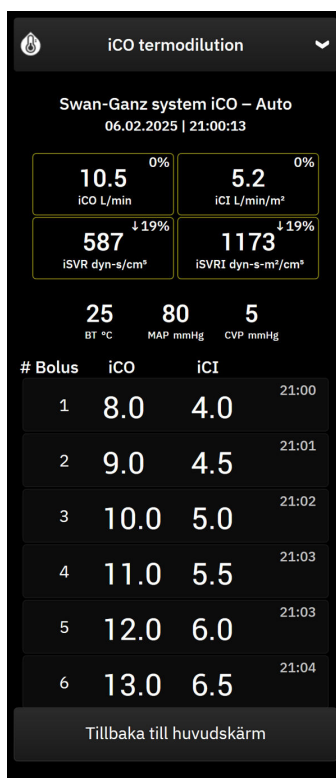 iCO termodilution
Swan-Ganz system iCO – Auto
06.02.2025 | 21:00:13
0% 0%
10.5 5.2
iCO L/min iCI L/min/m²
↓19% ↓19%
587 1173
iSVR dyn-s/cm⁵ iSVRI dyn-s-m²/cm⁵
25 80 5
BT °C MAP mmHg CVP mmHg
# Bolus iCO iCI
1 8.0 4.0 21:00
2 9.0 4.5 21:01
3 10.0 5.0 21:02
4 11.0 5.5 21:03
5 12.0 6.0 21:03
6 13.0 6.5 21:04
Tillbaka till huvudskärm